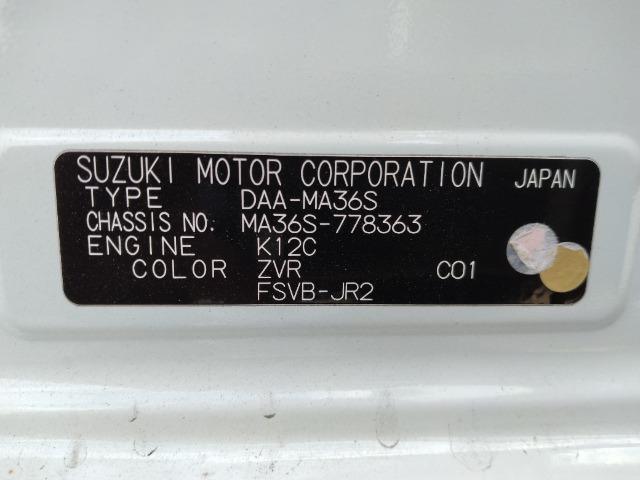 SUZUKI MOTOR CORPORATION JAPAN
TYPE DAA-MA36S
CHASSIS NO. MA36S-778363
ENGINE K12C
COLOR ZVR C01
FSVB-JR2